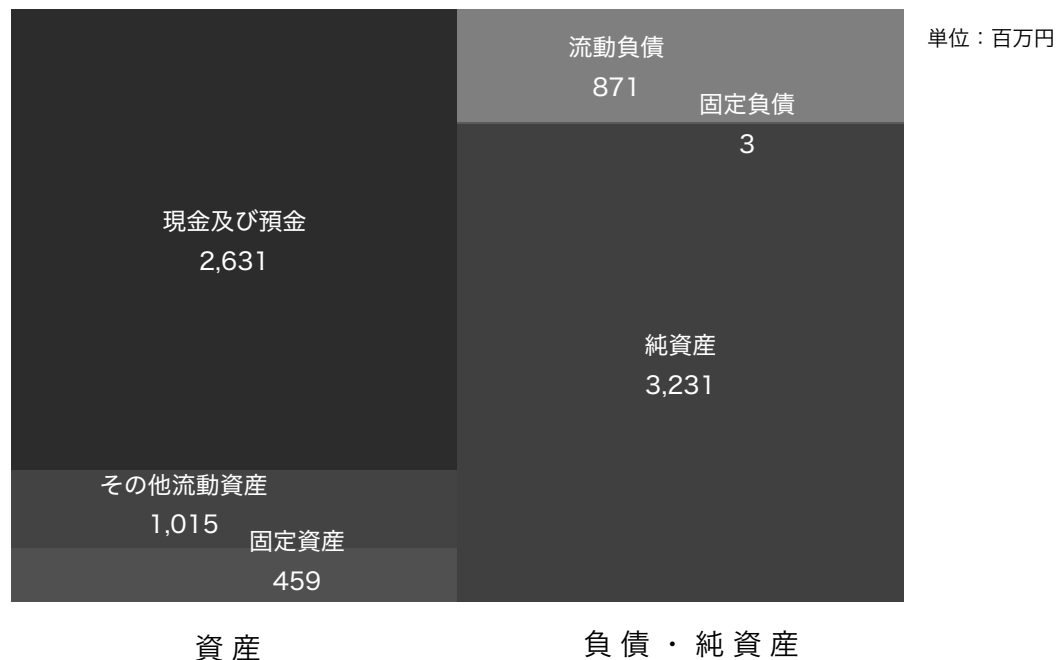 単位：百万円
現金及び預金
2,631
その他流動資産
1,015
固定資産
459
流動負債
871
固定負債
3
純資産
3,231
資産
負債・純資産